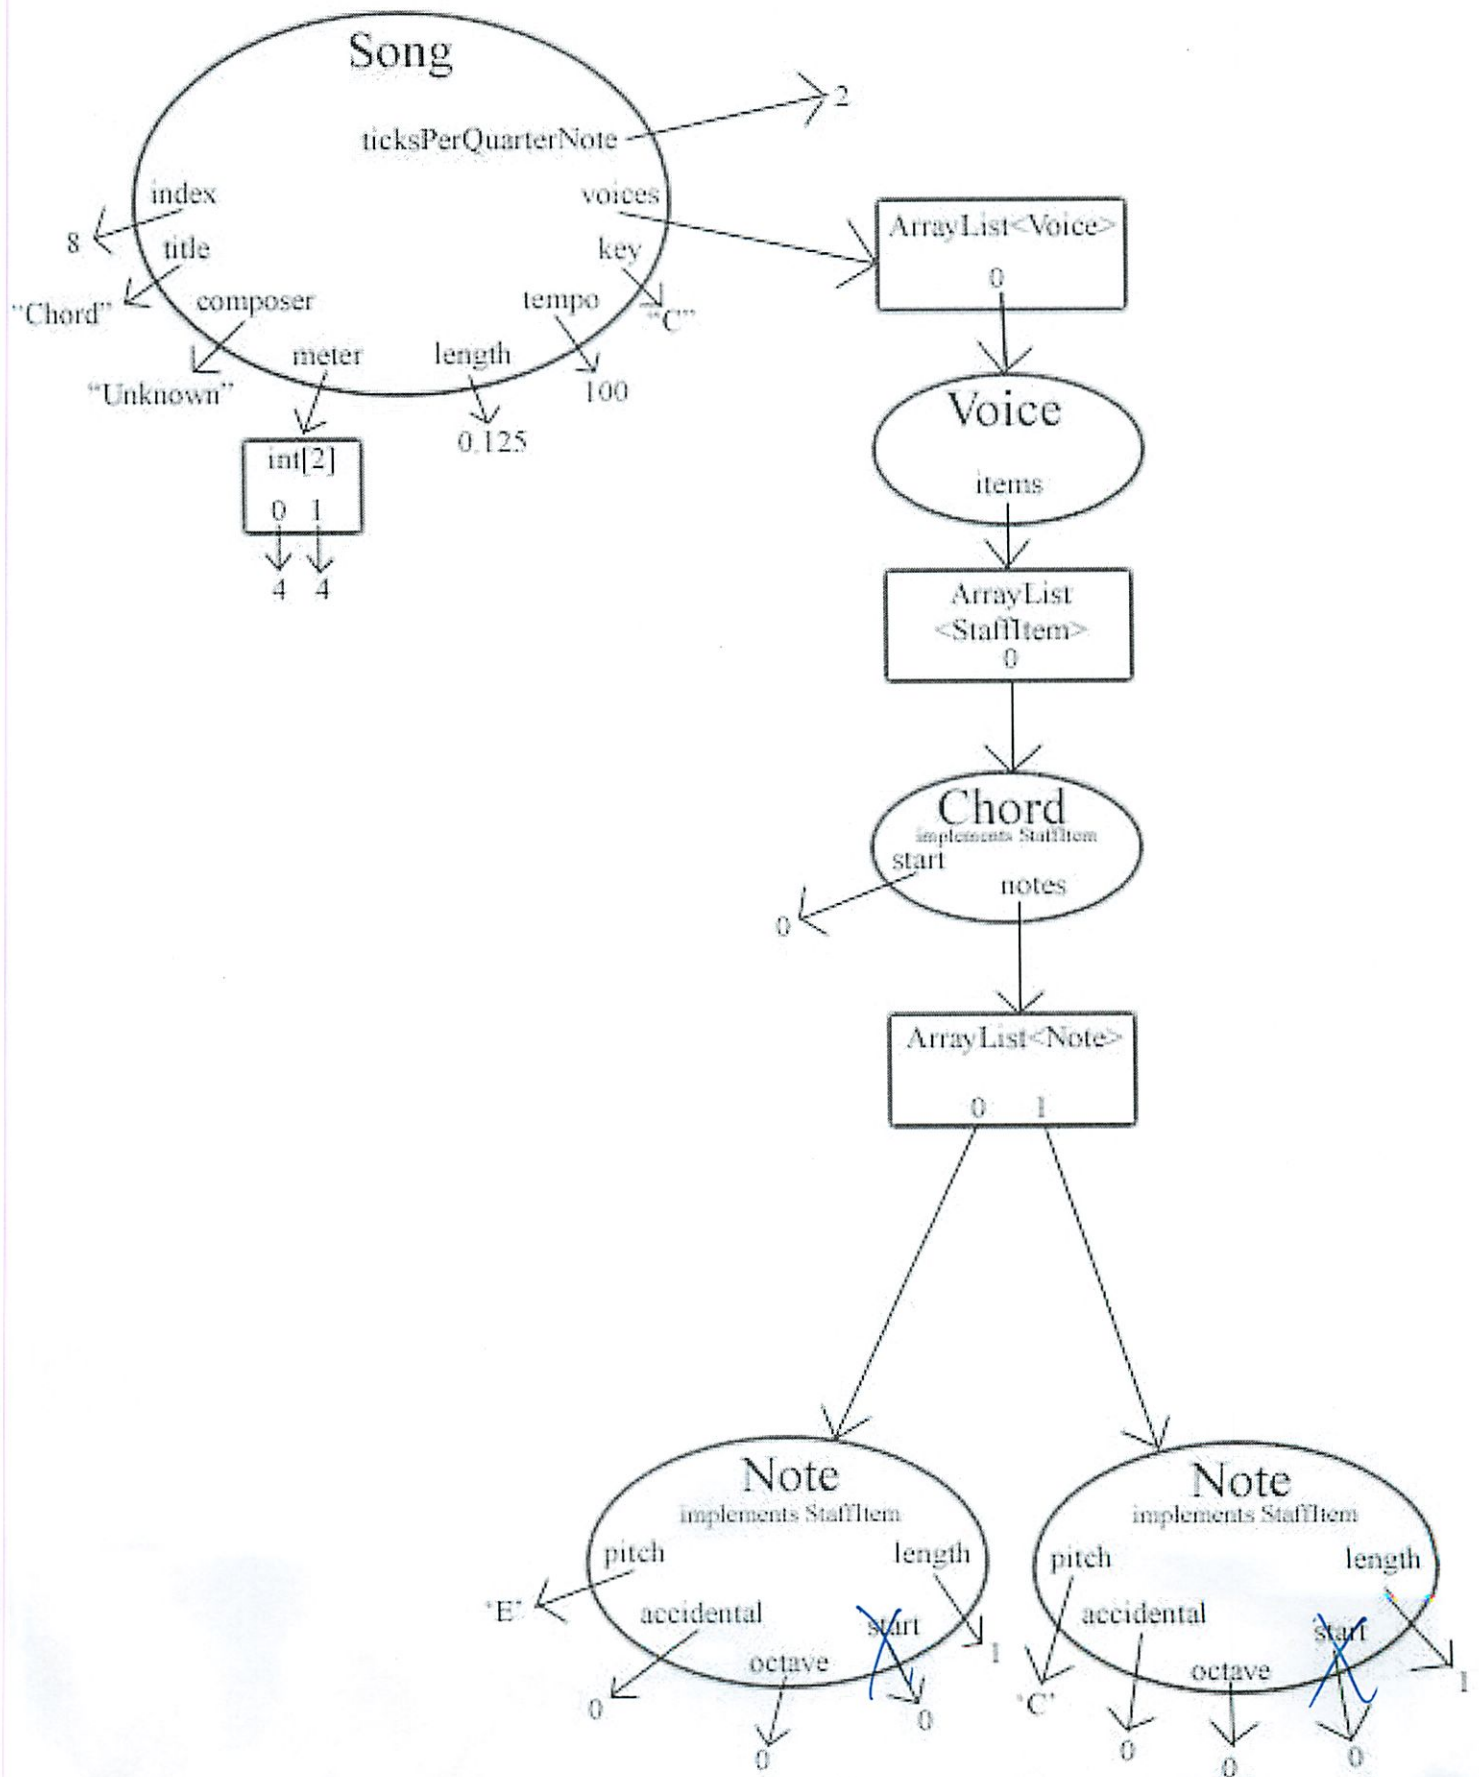 Song
ticksPerQuarterNote
2
index
voices
8
title
key
"Chord"
composer
tempo
"C"
"Unknown"
meter
length
100
0.125
int[2]
0 1
4 4
ArrayList<Voice>
0
Voice
items
ArrayList
<StaffItem>
0
Chord
implements StaffItem
start
notes
0
ArrayList<Note>
0 1
Note
implements StaffItem
pitch
length
'E'
accidental
start
octave
1
0
0
0
Note
implements StaffItem
pitch
length
accidental
start
octave
'C'
1
0
0
0